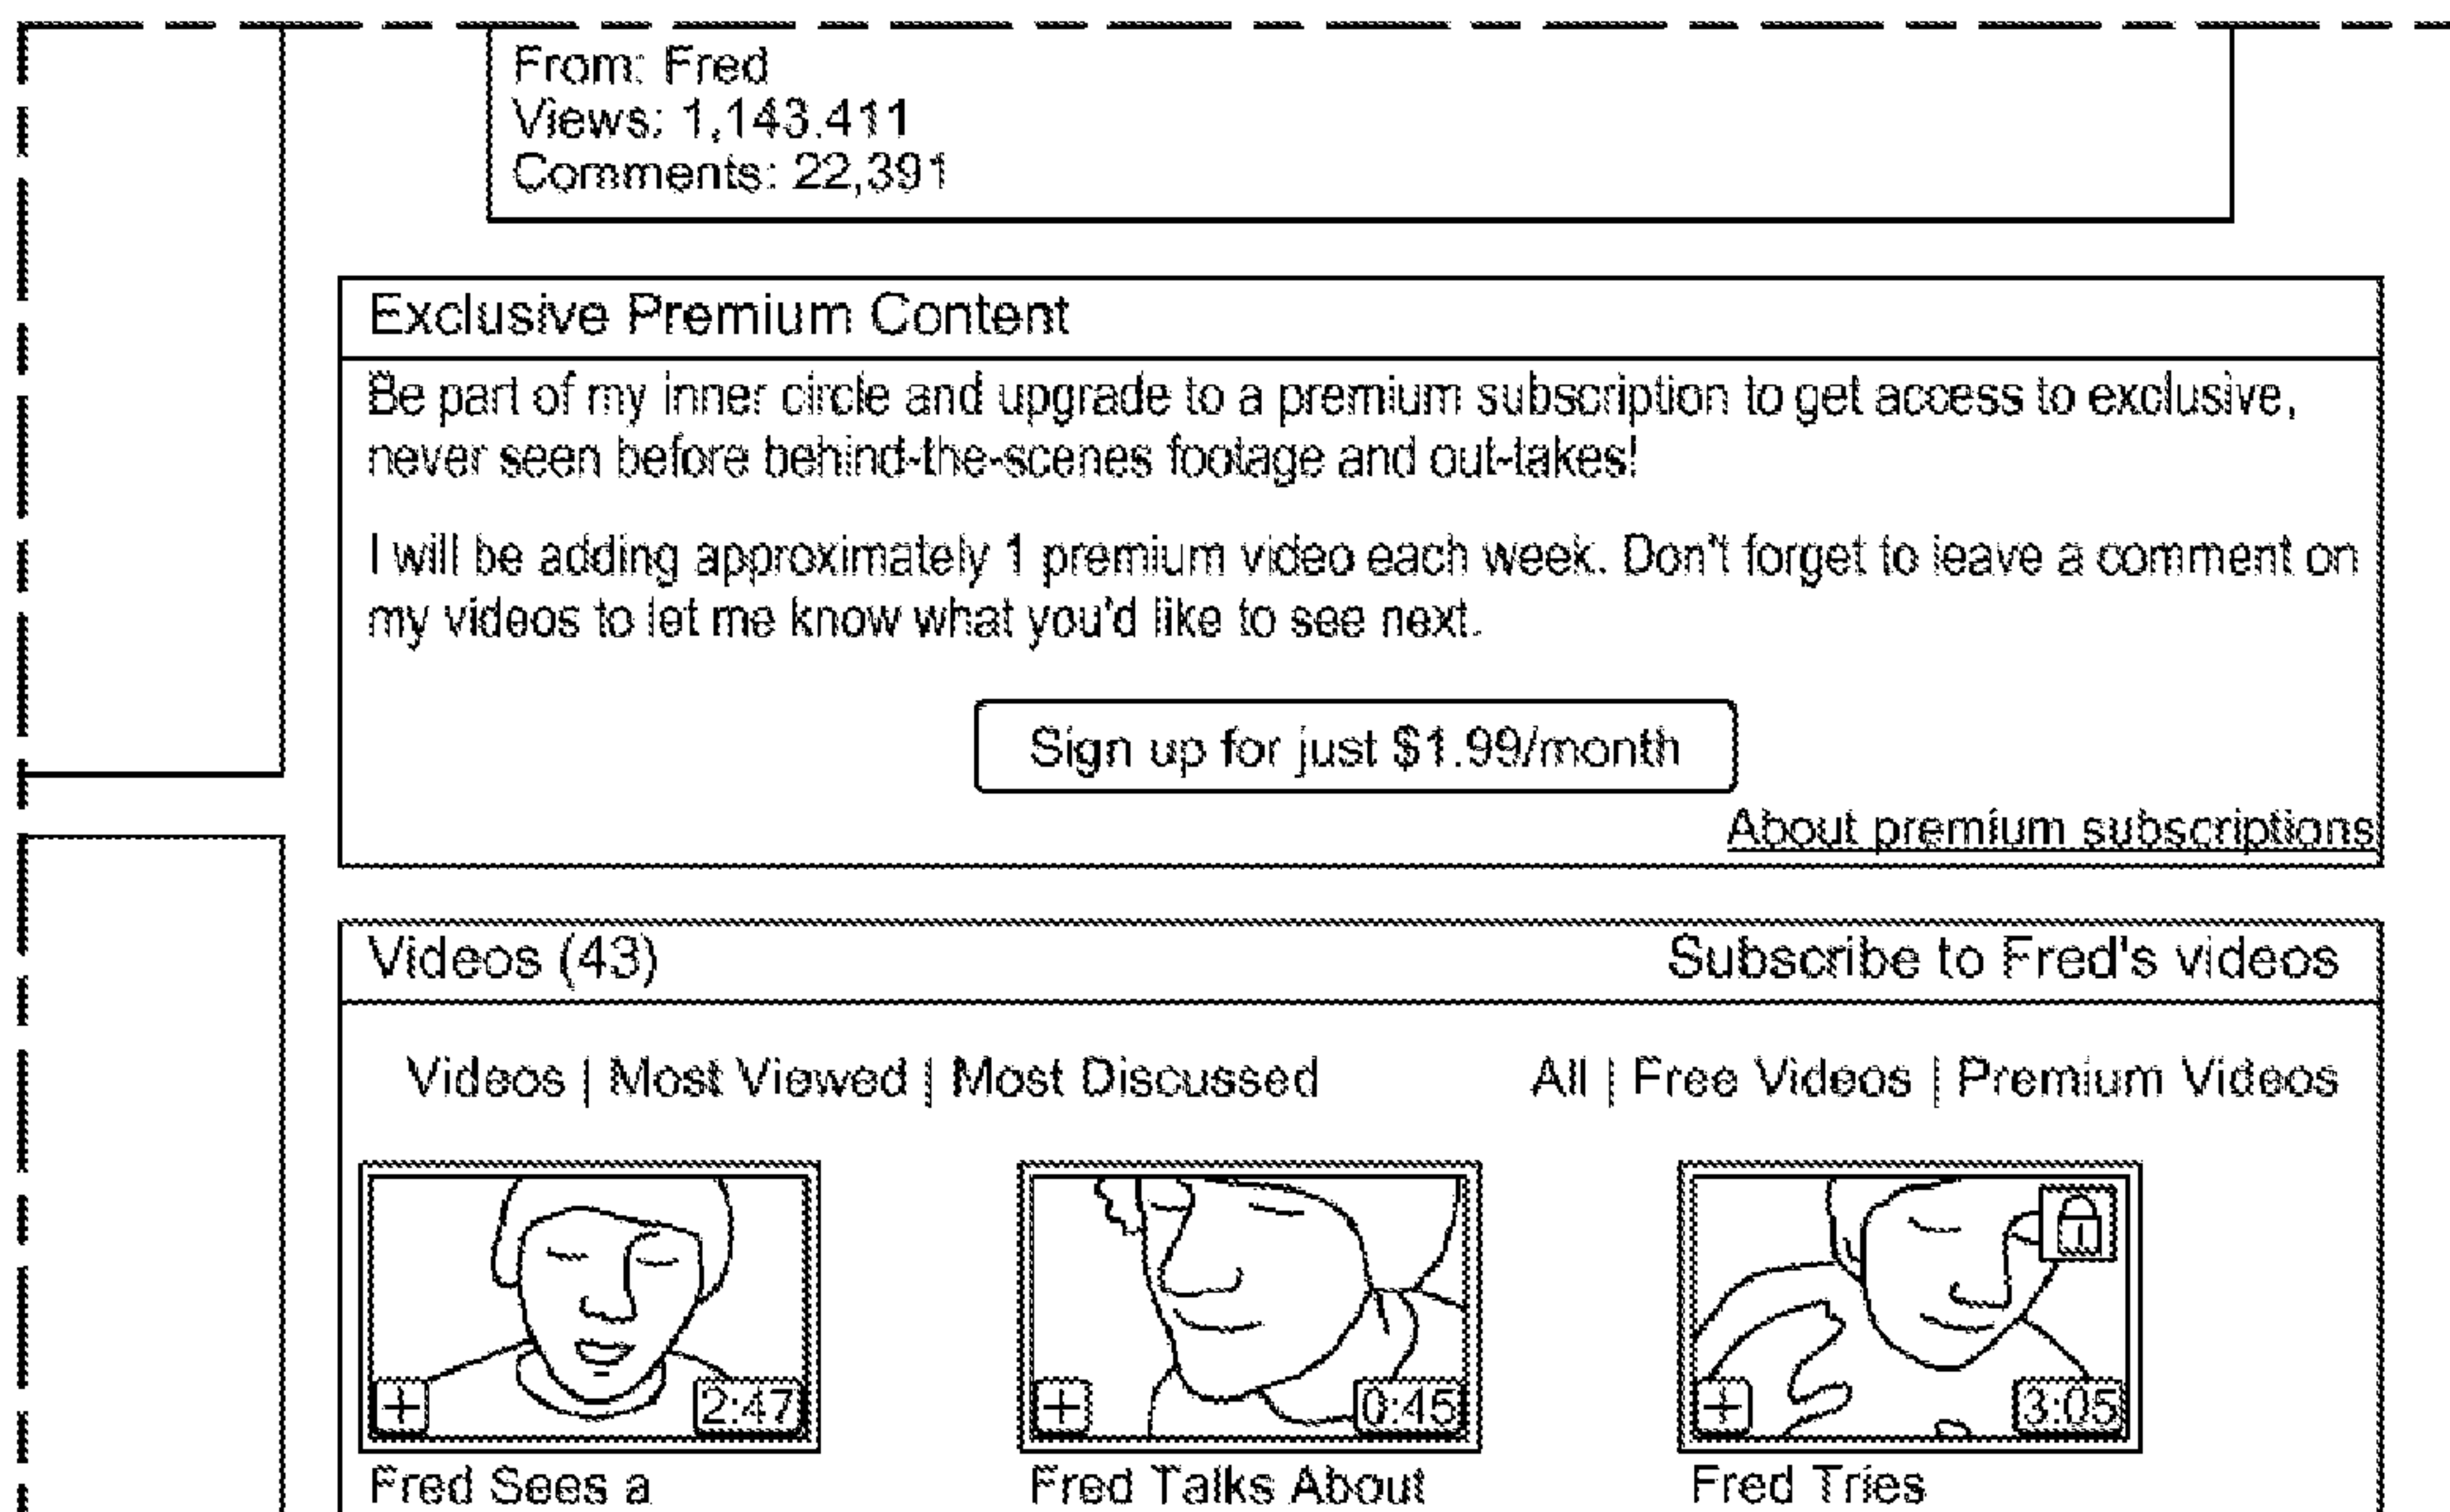 From: Fred
Views: 1,143.411
Comments: 22,391
Exclusive Premium Content
Be part of my inner circle and upgrade to a premium subscription to get access to exclusive,
never seen before behind-the-scenes footage and out-takes!
I will be adding approximately 1 premium video each week. Don't forget to leave a comment on
my videos to let me know what you'd like to see next.
Sign up for just $1.99/month
About premium subscriptions
Videos (43) Subscribe to Fred's videos
Videos | Most Viewed | Most Discussed All | Free Videos | Premium Videos
+ 2:47 + 0:45 + 3:05
Fred Sees a Fred Talks About Fred Tries